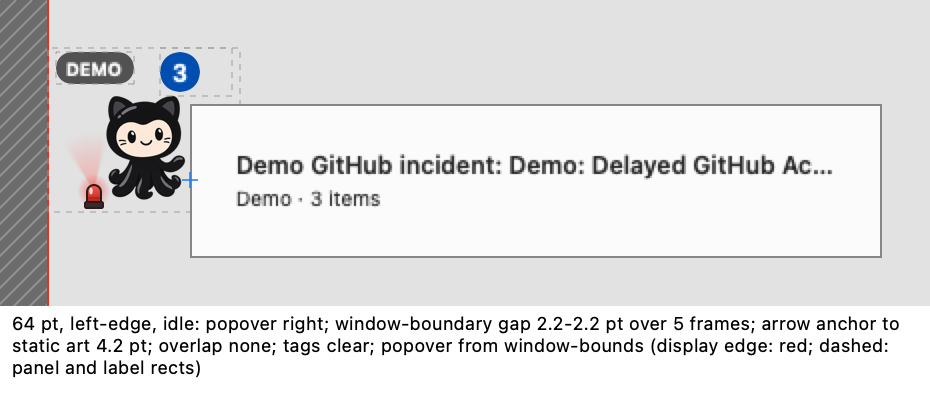 DEMO
3
Demo GitHub incident: Demo: Delayed GitHub Ac...
Demo · 3 items
64 pt, left-edge, idle: popover right; window-boundary gap 2.2-2.2 pt over 5 frames; arrow anchor to
static art 4.2 pt; overlap none; tags clear; popover from window-bounds (display edge: red; dashed:
panel and label rects)